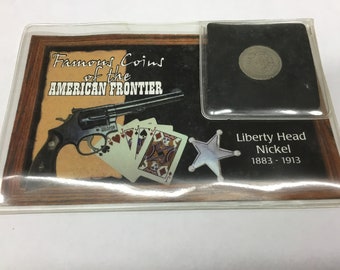 Famous Coins
of the
AMERICAN FRONTIER
Liberty Head
Nickel
1883 - 1913